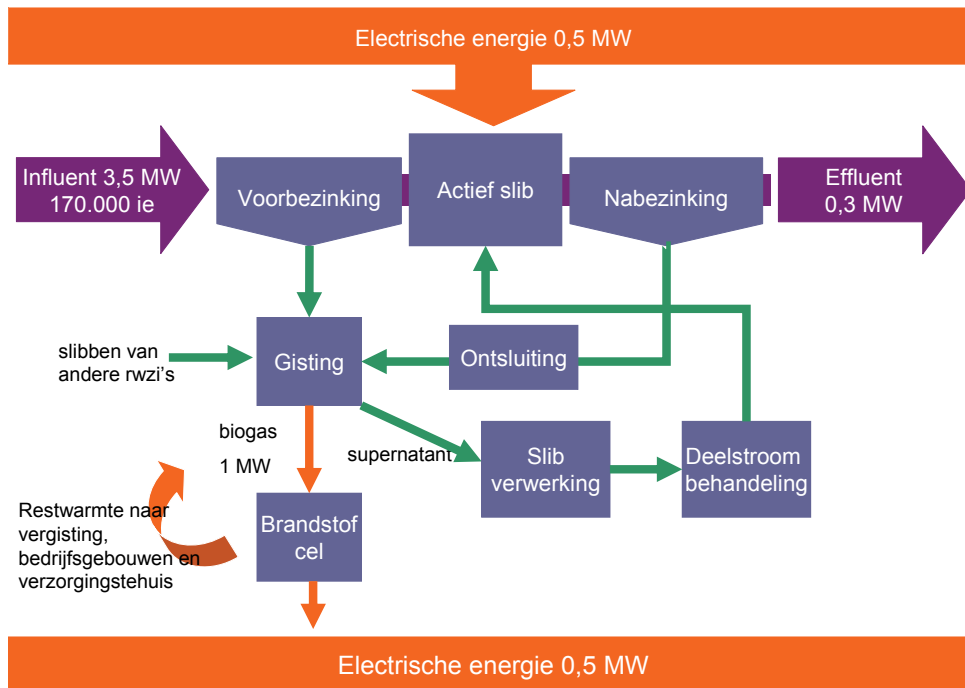 Electrische energie 0,5 MW
Influent 3,5 MW
170.000 ie
Voorbezinking
Actief slib
Nabezinking
Effluent
0,3 MW
slibben van
andere rwzi's
Gisting
Ontsluiting
biogas
1 MW
supernatant
Slib
verwerking
Deelstroom
behandeling
Restwarmte naar
vergisting,
bedrijfsgebouwen en
verzorgingstehuis
Brandstof
cel
Electrische energie 0,5 MW